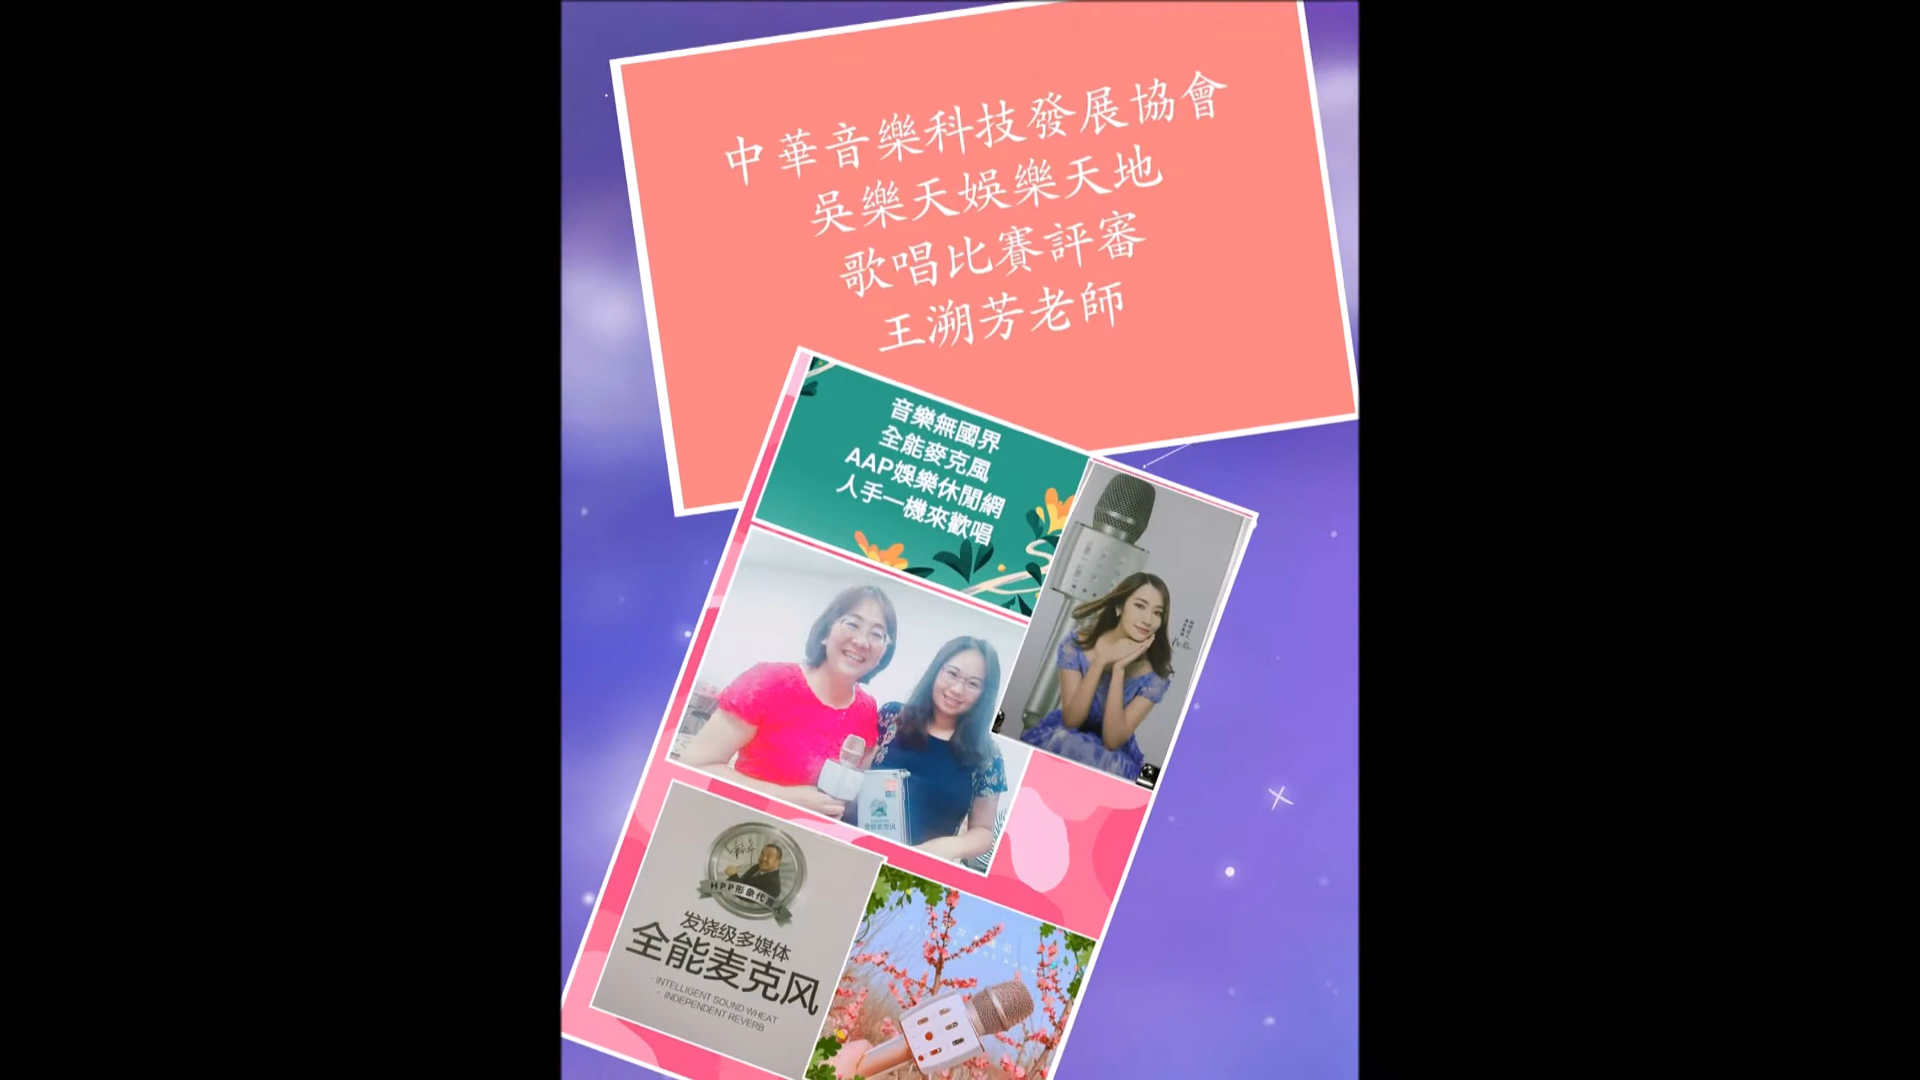 中華音樂科技發展協會
吳樂天娛樂天地
歌唱比賽評審
王溯芳老師
音樂無國界
全能麥克風
AAP娛樂休閒網
人手一機來歡唱
HPP形象代言人
发烧级多媒体
全能麦克风
- INTELLIGENT SOUND WHEAT
- INDEPENDENT REVERB